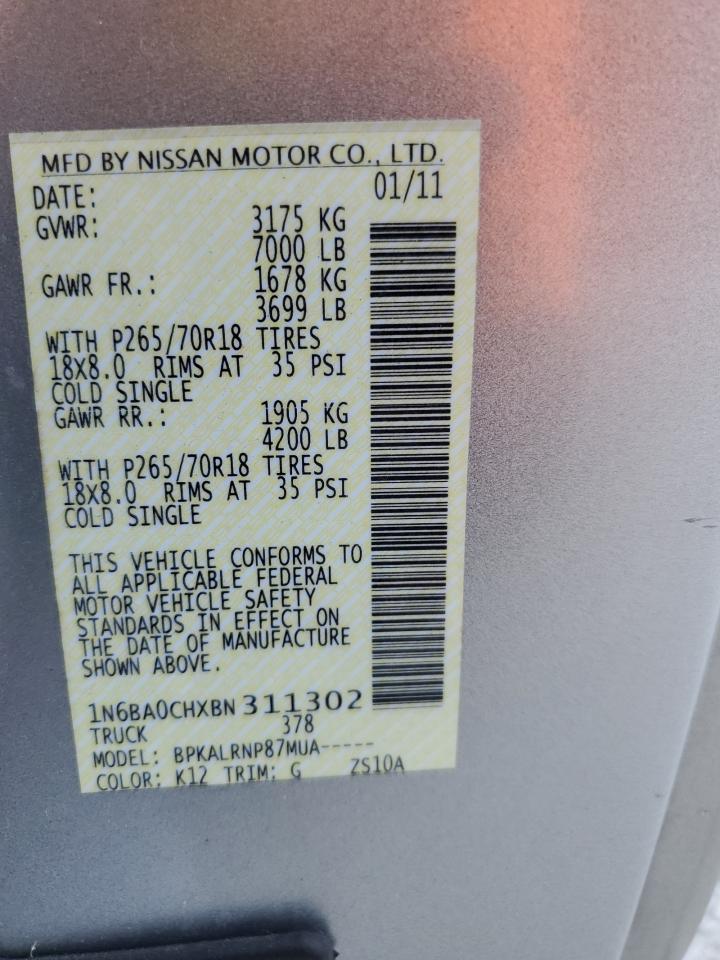 MFD BY NISSAN MOTOR CO., LTD.
DATE: 01/11
GVWR: 3175 KG
7000 LB
GAWR FR.: 1678 KG
3699 LB
WITH P265/70R18 TIRES
18X8.0 RIMS AT 35 PSI
COLD SINGLE
GAWR RR.: 1905 KG
4200 LB
WITH P265/70R18 TIRES
18X8.0 RIMS AT 35 PSI
COLD SINGLE
THIS VEHICLE CONFORMS TO
ALL APPLICABLE FEDERAL
MOTOR VEHICLE SAFETY
STANDARDS IN EFFECT ON
THE DATE OF MANUFACTURE
SHOWN ABOVE.
1N6BA0CHXBN311302
TRUCK 378
MODEL: BPKALRNP87MUA-----
COLOR: K12 TRIM: G ZS10A